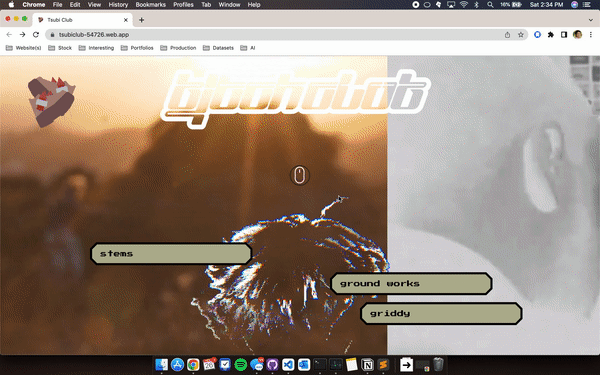 Chrome File Edit View History Bookmarks Profiles Tab Window Help
16% Sat 2:34 PM
Tsubi Club
tsubiclub-54726.web.app
Website(s) Stock Interesting Portfolios Production Datasets AI
stems
ground works
griddy